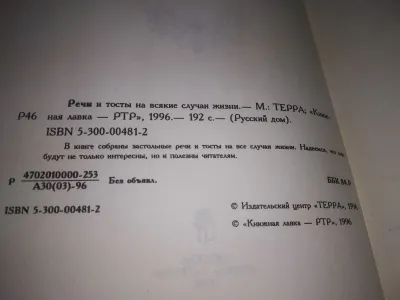 Речи и тосты на всякие случаи жизни.— М.: ТЕРРА; «Книж-
Р46 ная лавка — РТР», 1996.— 192 с.— (Русский дом).
ISBN 5-300-00481-2
В книге собраны застольные речи и тосты на все случаи жизни. Надеемся, что они
будут не только интересны, но и полезны читателям.
Р 4702010000-253
А30(03)-96 Без объявл. ББК 84.
ISBN 5-300-00481-2
© Издательский центр «ТЕРРА», 1996
© «Книжная лавка — РТР», 1996